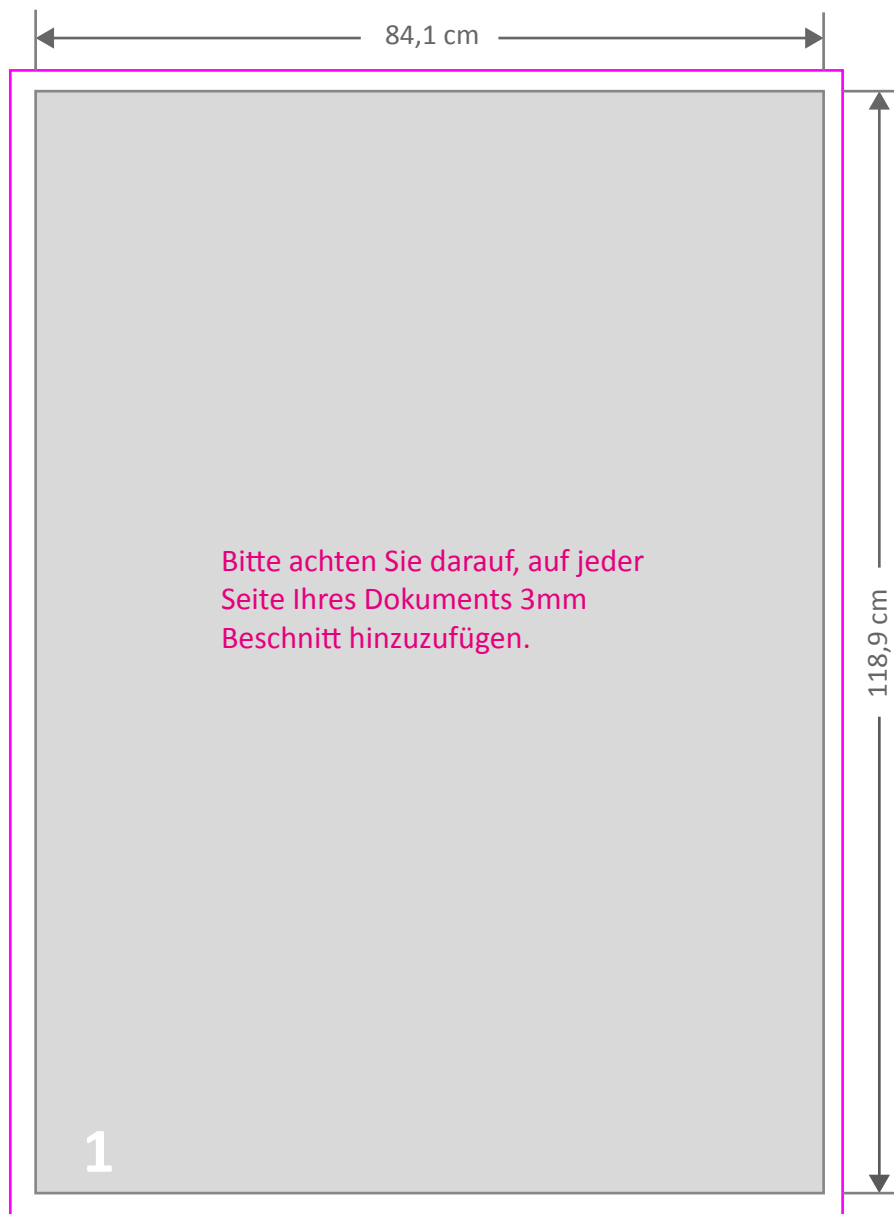 84,1 cm
Bitte achten Sie darauf, auf jeder
Seite Ihres Dokuments 3mm
Beschnitt hinzuzufügen.
118,9 cm
1